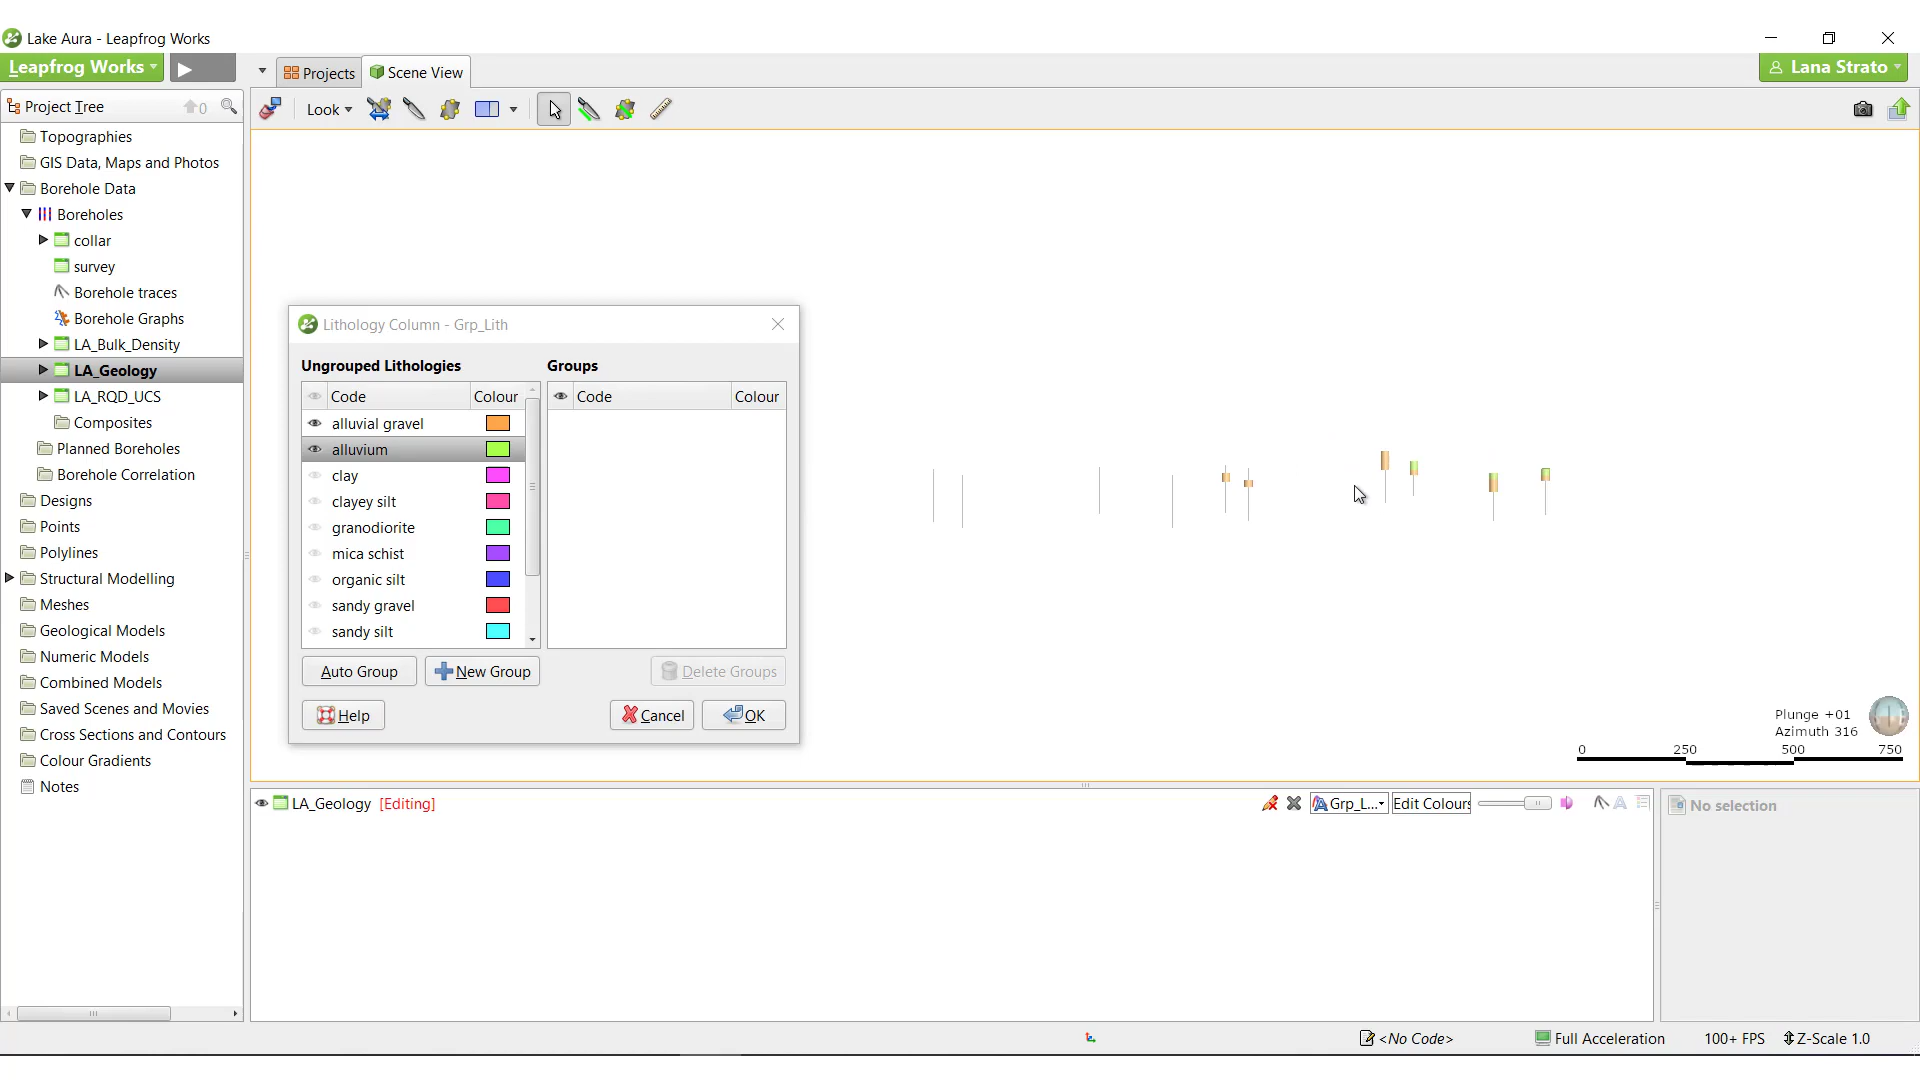 Lake Aura - Leapfrog Works
Leapfrog Works
Projects
Scene View
Lana Strato
Project Tree
0
Look
Topographies
GIS Data, Maps and Photos
Borehole Data
Boreholes
collar
survey
Borehole traces
Borehole Graphs
LA_Bulk_Density
LA_Geology
LA_RQD_UCS
Composites
Planned Boreholes
Borehole Correlation
Designs
Points
Polylines
Structural Modelling
Meshes
Geological Models
Numeric Models
Combined Models
Saved Scenes and Movies
Cross Sections and Contours
Colour Gradients
Notes
Lithology Column - Grp_Lith
Ungrouped Lithologies
Groups
Code Colour
Code Colour
alluvial gravel
alluvium
clay
clayey silt
granodiorite
mica schist
organic silt
sandy gravel
sandy silt
Auto Group
New Group
Delete Groups
Help
Cancel
OK
Plunge +01
Azimuth 316
0 250 500 750
LA_Geology [Editing]
Grp_L...
Edit Colours
No selection
<No Code>
Full Acceleration
100+ FPS
Z-Scale 1.0